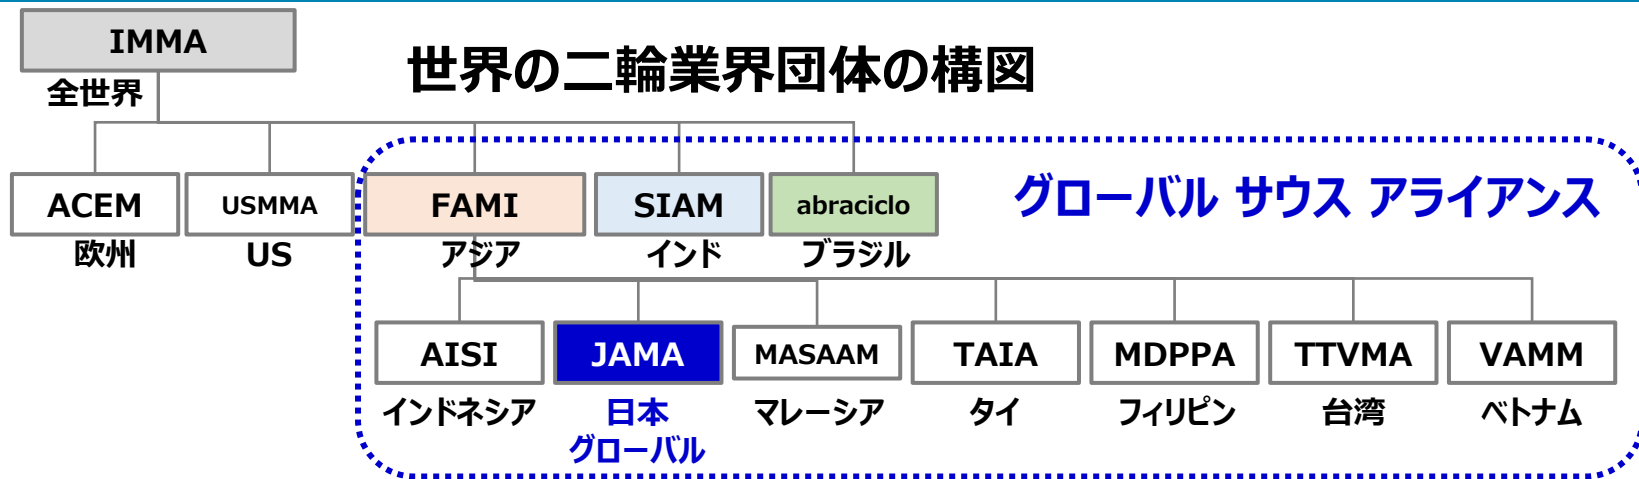 IMMA
全世界
世界の二輪業界団体の構図
グローバル サウス アライアンス
ACEM
欧州
USMMA
US
FAMI
アジア
SIAM
インド
abraciclo
ブラジル
AISI
インドネシア
JAMA
日本
グローバル
MASAAM
マレーシア
TAIA
タイ
MDPPA
フィリピン
TTVMA
台湾
VAMM
ベトナム